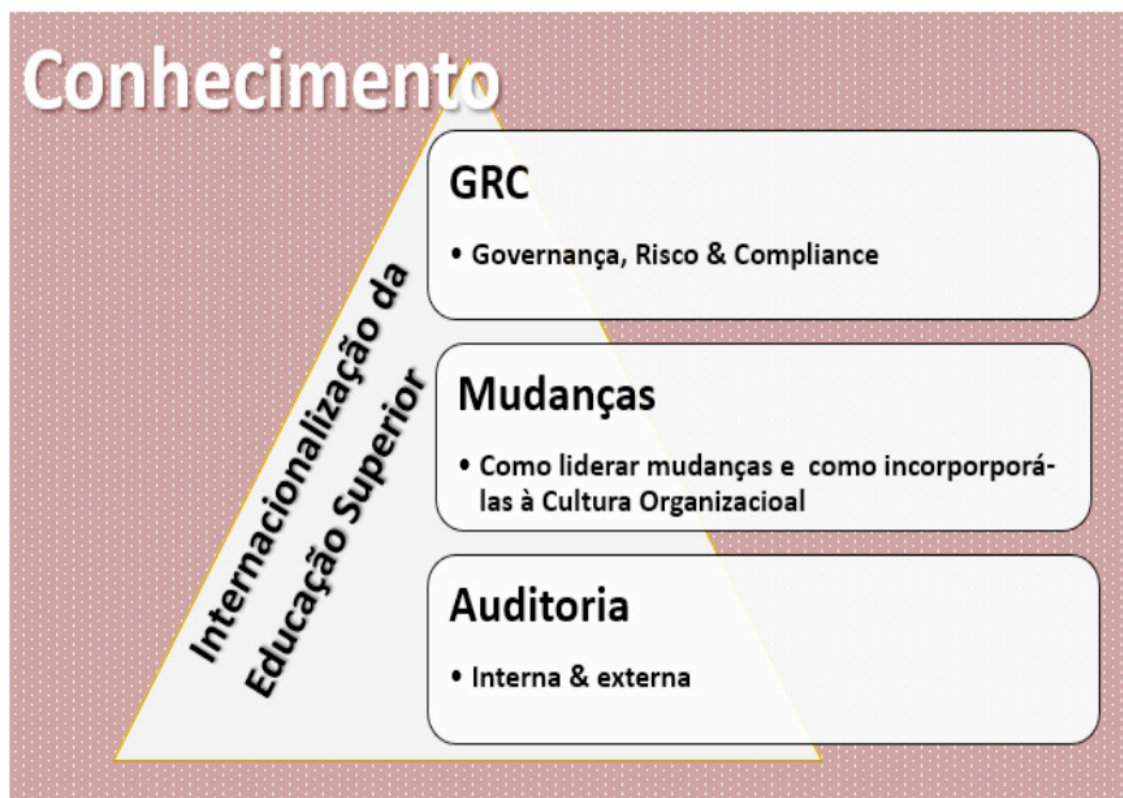 Conhecimento
Internacionalização da
Educação Superior
GRC
• Governança, Risco & Compliance
Mudanças
• Como liderar mudanças e como incorporporá-
las à Cultura Organizacioal
Auditoria
• Interna & externa